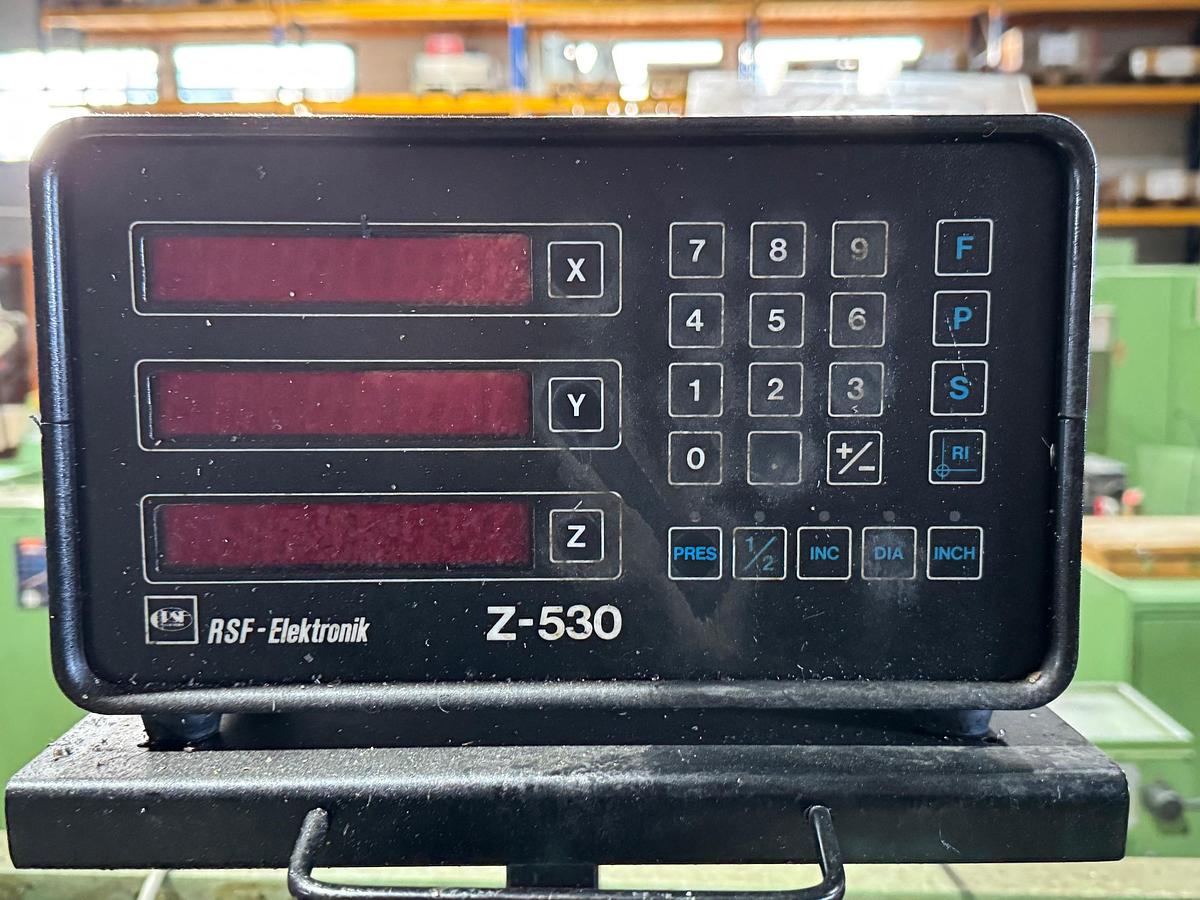 X
7 8 9 F
4 5 6 P
Y
1 2 3 S
0 . +/- RI
Z
PRES 1/2 INC DIA INCH
RSF RSF-Elektronik Z-530